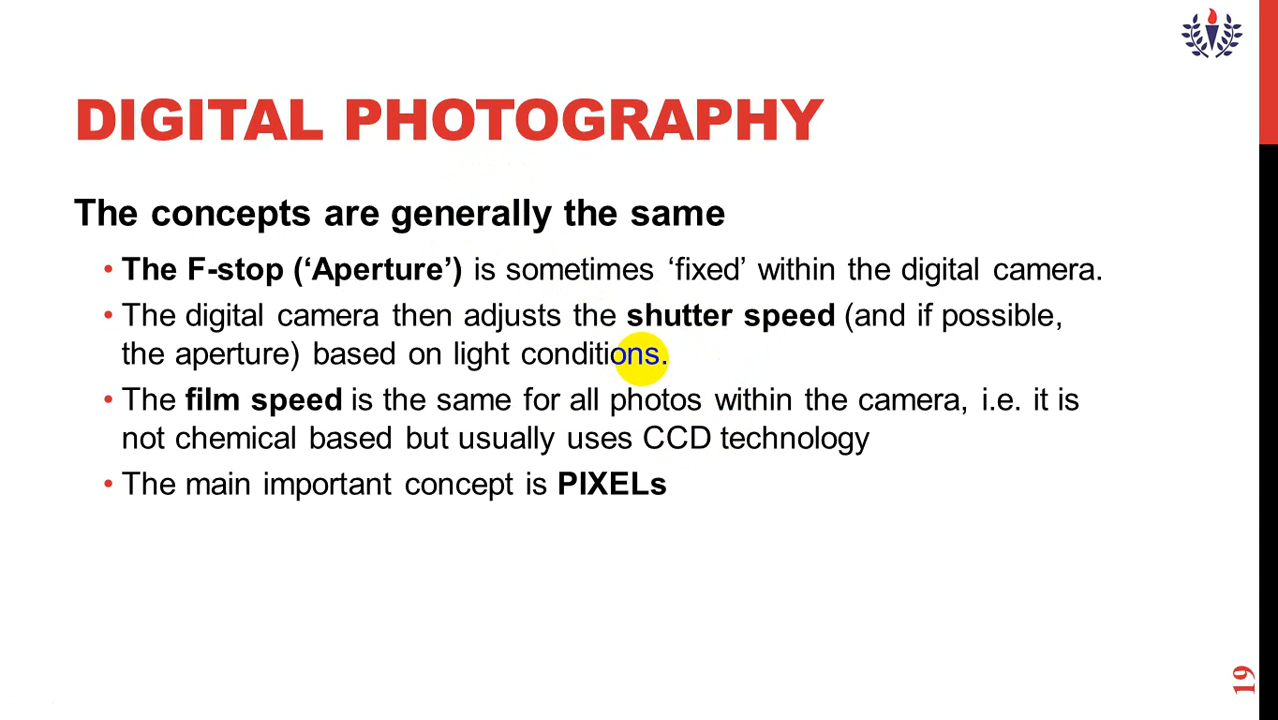 DIGITAL PHOTOGRAPHY
The concepts are generally the same
• The F-stop (‘Aperture’) is sometimes ‘fixed’ within the digital camera.
• The digital camera then adjusts the shutter speed (and if possible,
the aperture) based on light conditions.
• The film speed is the same for all photos within the camera, i.e. it is
not chemical based but usually uses CCD technology
• The main important concept is PIXELs
19